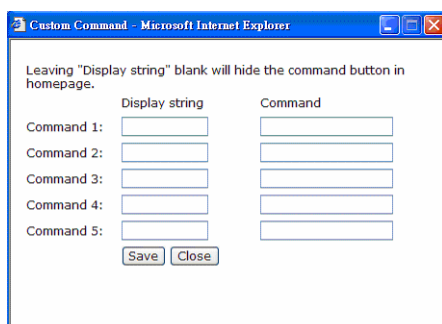 Custom Command - Microsoft Internet Explorer
Leaving "Display string" blank will hide the command button in
homepage.
Display string Command
Command 1:
Command 2:
Command 3:
Command 4:
Command 5:
Save Close